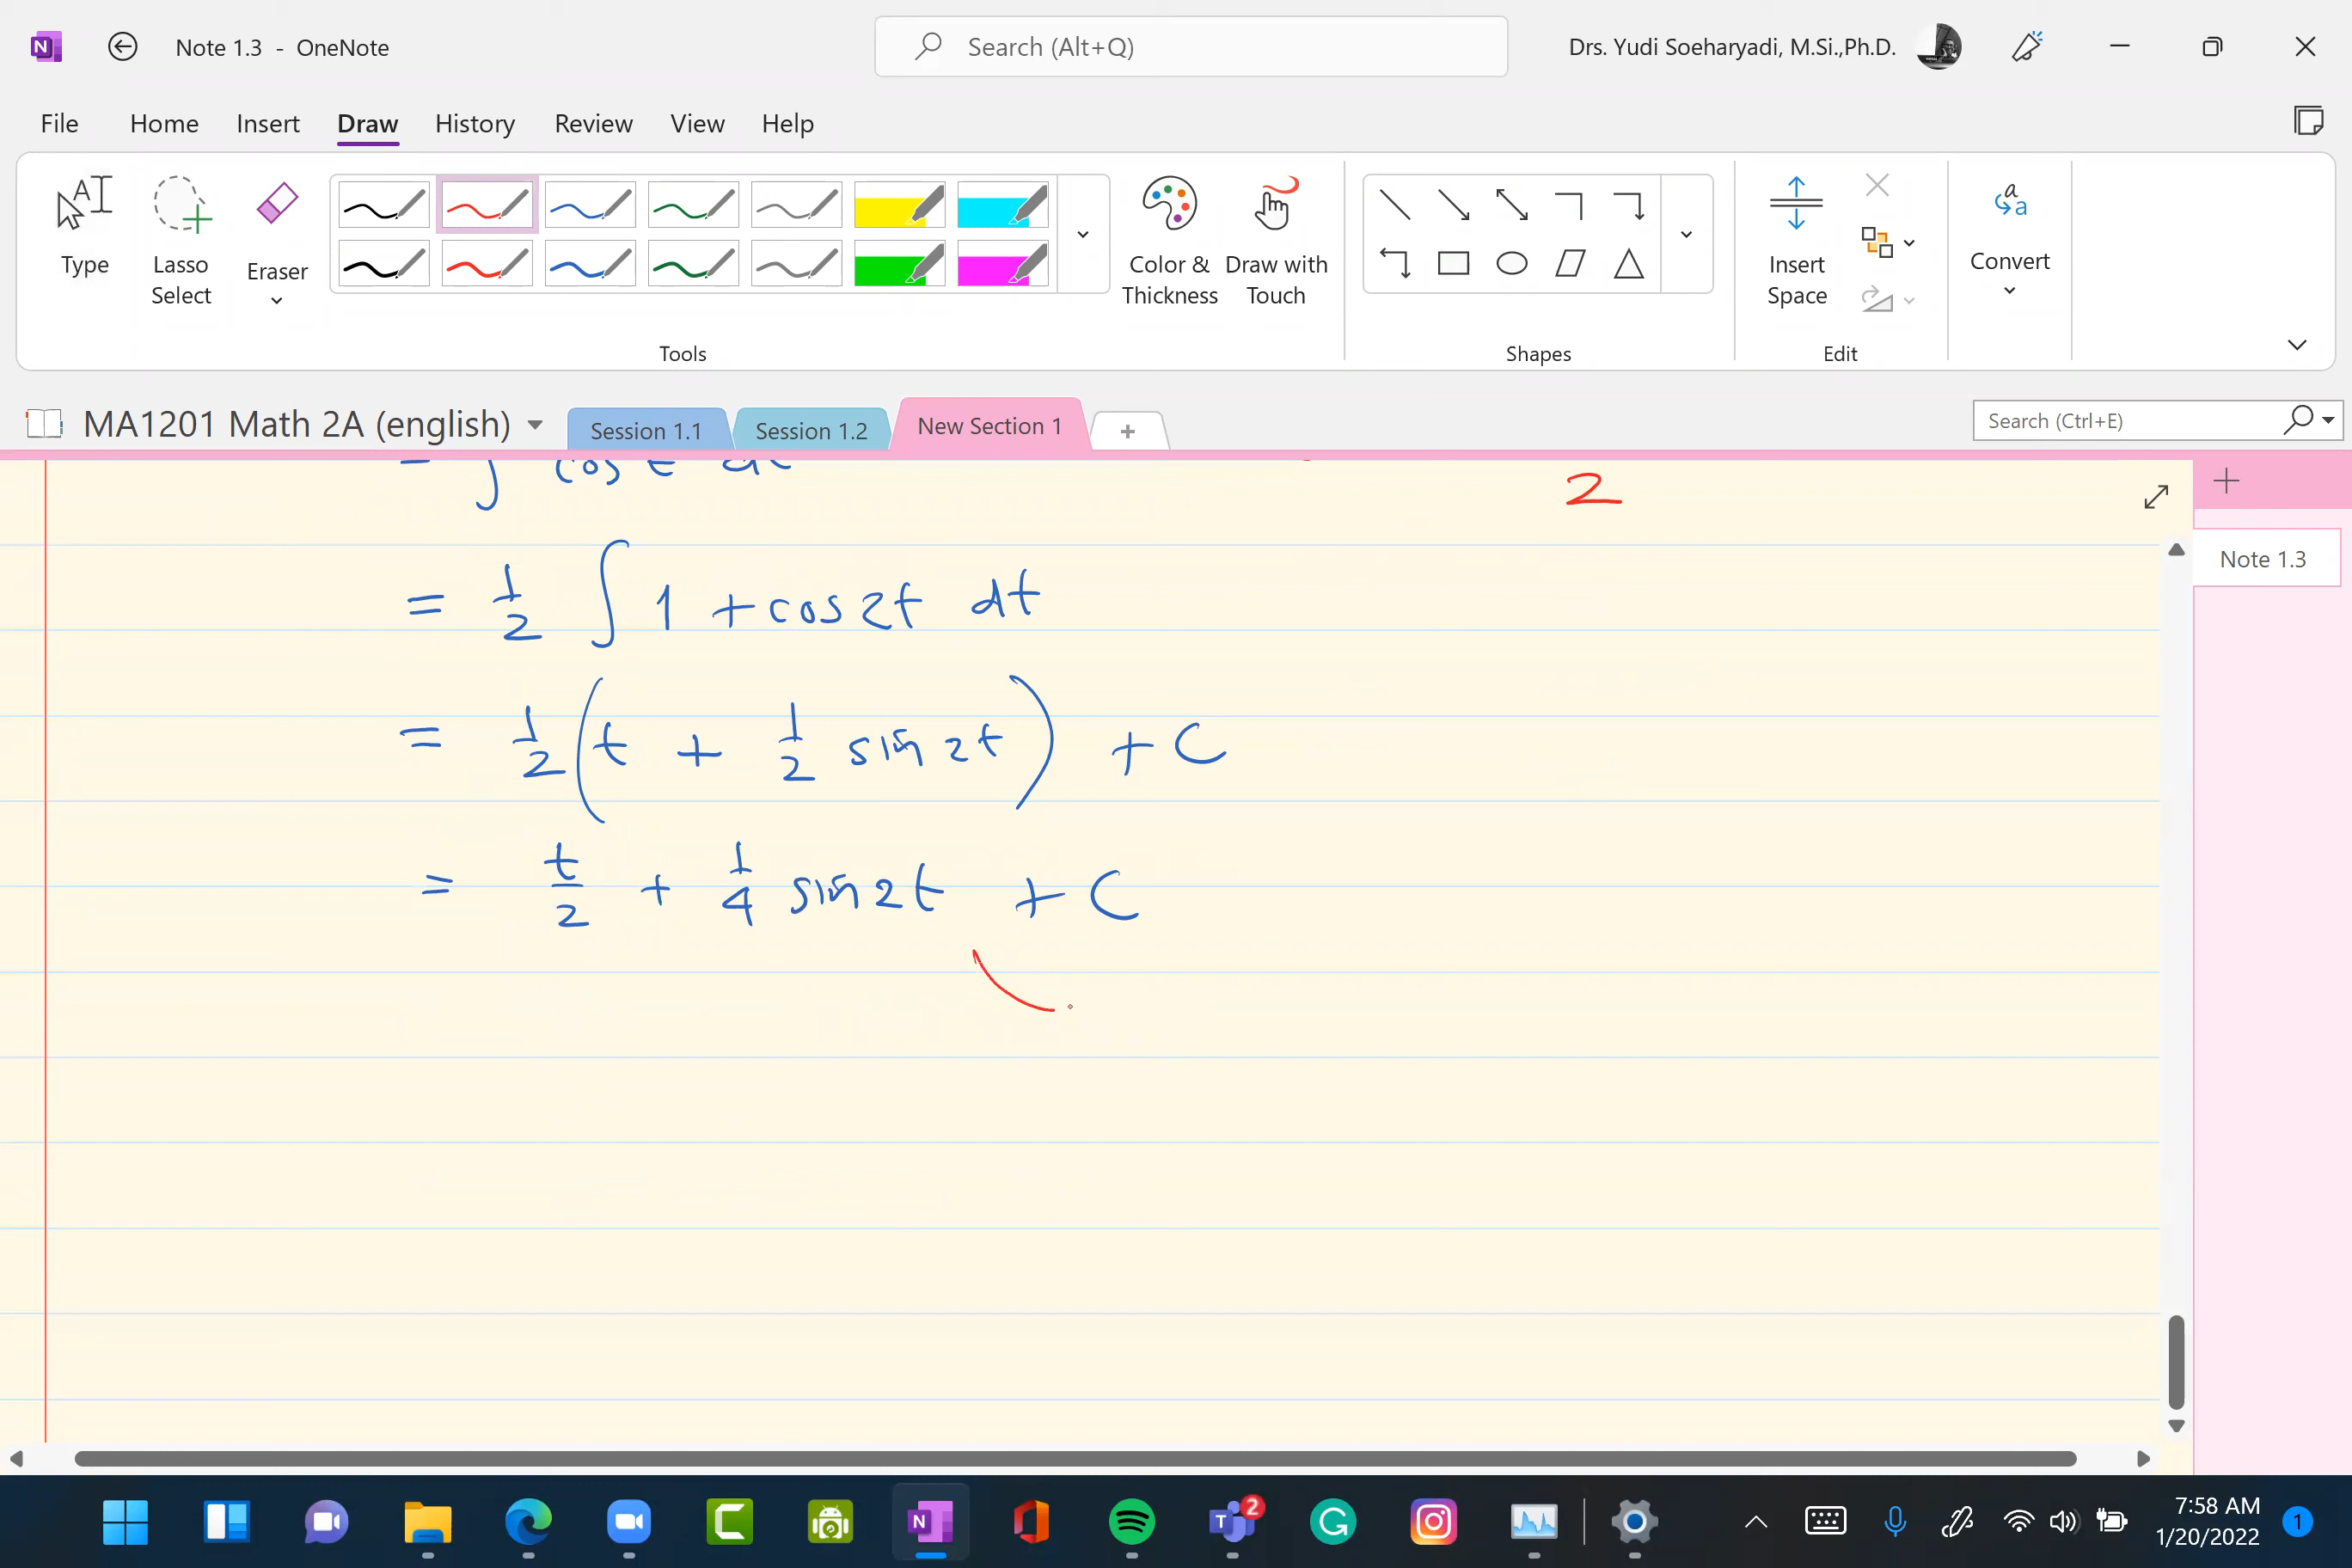 Note 1.3 - OneNote
Search (Alt+Q)
Drs. Yudi Soeharyadi, M.Si.,Ph.D.
File Home Insert Draw History Review View Help
Type
Lasso Select
Eraser
Color & Thickness
Draw with Touch
Insert Space
Convert
Tools
Shapes
Edit
MA1201 Math 2A (english)
Session 1.1
Session 1.2
New Section 1
Search (Ctrl+E)
Note 1.3
2
= 1/2 ∫ 1 + cos 2t dt
= 1/2 (t + 1/2 sin 2t) + C
= t/2 + 1/4 sin 2t + C
2
7:58 AM
1/20/2022
1